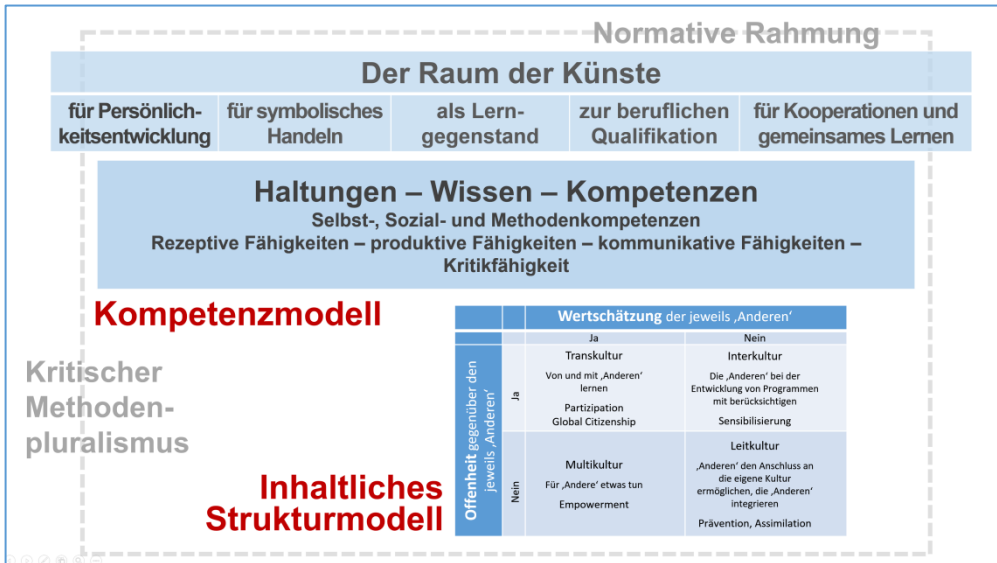 Normative Rahmung
Der Raum der Künste
für Persönlich-
keitsentwicklung
für symbolisches
Handeln
als Lern-
gegenstand
zur beruflichen
Qualifikation
für Kooperationen und
gemeinsames Lernen
Haltungen – Wissen – Kompetenzen
Selbst-, Sozial- und Methodenkompetenzen
Rezeptive Fähigkeiten – produktive Fähigkeiten – kommunikative Fähigkeiten –
Kritikfähigkeit
Kompetenzmodell
Kritischer
Methoden-
pluralismus
Inhaltliches
Strukturmodell
Wertschätzung der jeweils ‚Anderen‘
Ja
Nein
Offenheit gegenüber den
jeweils ‚Anderen‘
Ja
Transkultur
Von und mit ‚Anderen‘
lernen
Partizipation
Global Citizenship
Interkultur
Die ‚Anderen‘ bei der
Entwicklung von Programmen
mit berücksichtigen
Sensibilisierung
Nein
Multikultur
Für ‚Andere‘ etwas tun
Empowerment
Leitkultur
‚Anderen‘ den Anschluss an
die eigene Kultur
ermöglichen, die ‚Anderen‘
integrieren
Prävention, Assimilation